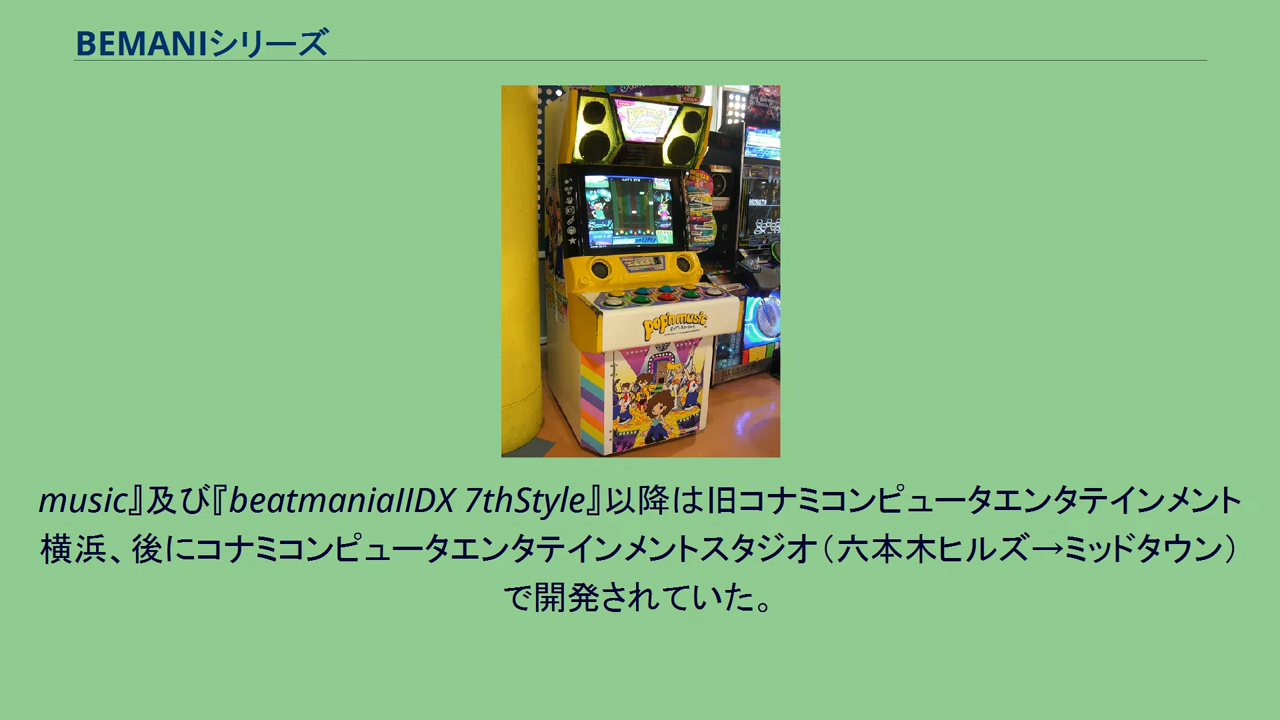 BEMANIシリーズ
pop'n music
music』及び『beatmaniaIIDX 7thStyle』以降は旧コナミコンピュータエンタテインメント
横浜、後にコナミコンピュータエンタテインメントスタジオ（六本木ヒルズ→ミッドタウン）
で開発されていた。